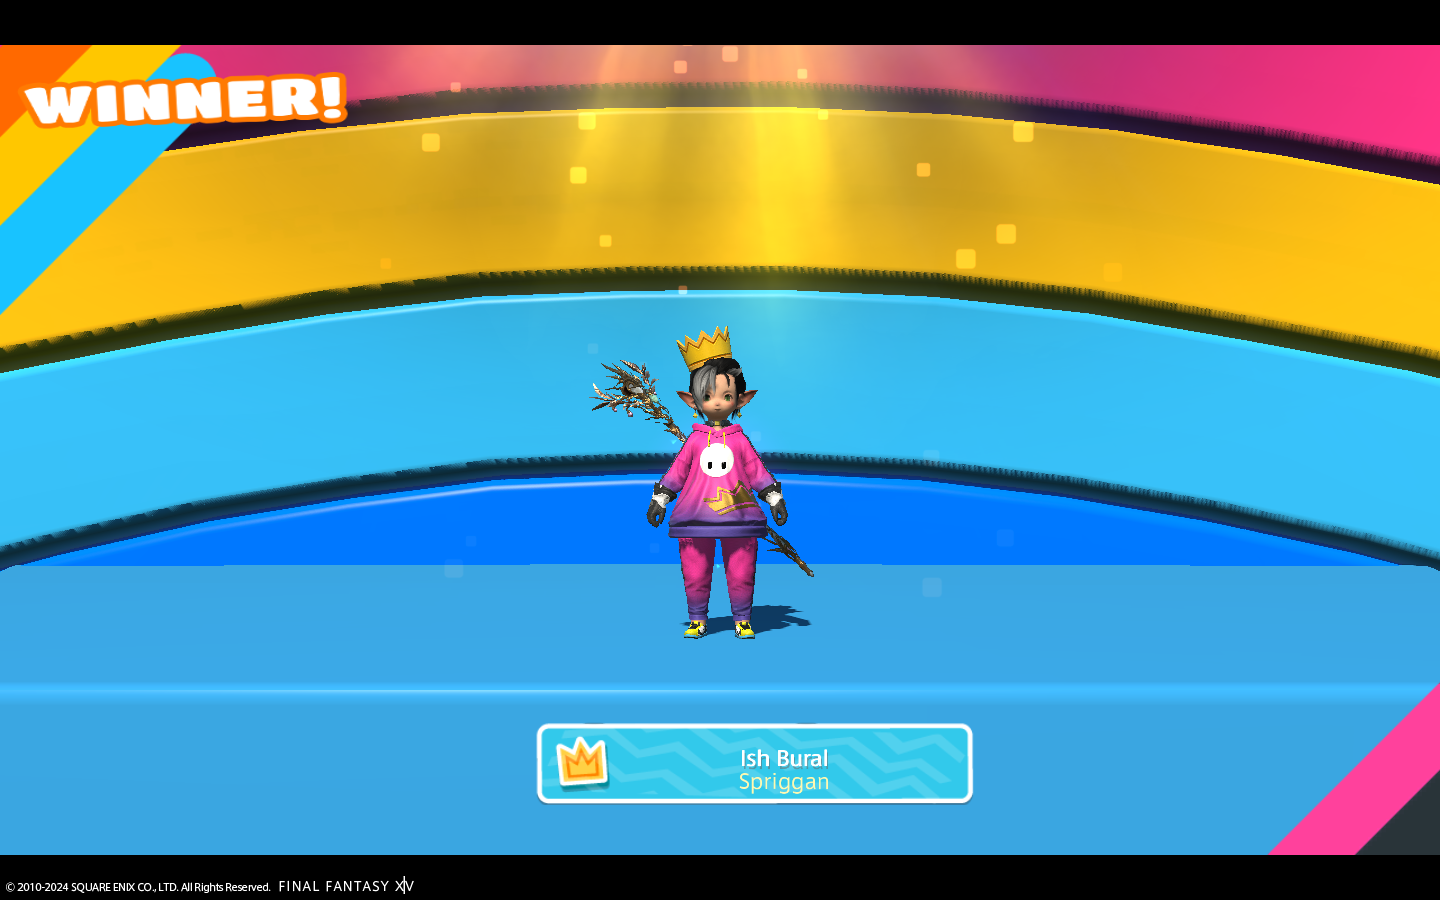 WINNER!
Ish Bural
Spriggan
© 2010-2024 SQUARE ENIX CO., LTD. All Rights Reserved. FINAL FANTASY XIV